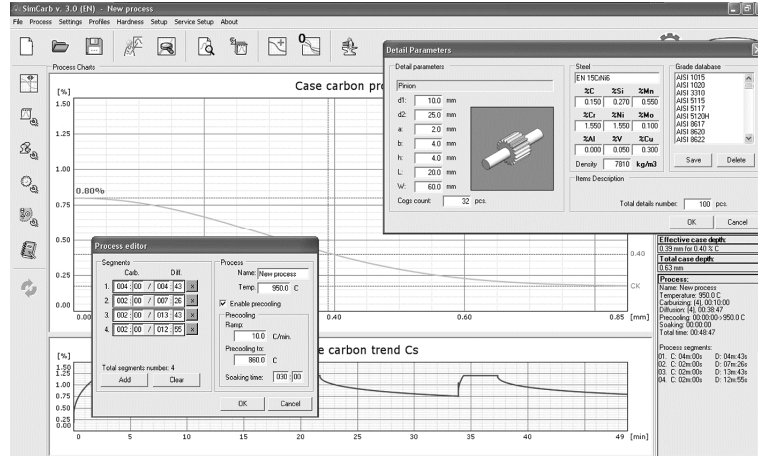 SimCarb v. 3.0 (EN) - New process
File Process Settings Profiles Hardness Setup Service Setup About
Process Charts
[%]
Case carbon pro
1.50
1.25
1.00
0.80%
0.75
0.50
0.25
0.00
0.40
CK
0.40
0.85 [mm]
Detail Parameters
Detail parameters
Pinion
d1: 10.0 mm
d2: 25.0 mm
a: 2.0 mm
b: 4.0 mm
h: 4.0 mm
L: 20.0 mm
W: 60.0 mm
Cogs count: 32 pcs.
Steel
EN 15CrNi6
%C %Si %Mn
0.150 0.270 0.550
%Cr %Ni %Mo
1.550 1.550 0.100
%Al %V %Cu
0.000 0.050 0.300
Density 7810 kg/m3
Grade database
AISI 1015
AISI 1020
AISI 3310
AISI 5115
AISI 5117
AISI 5120H
AISI 8617
AISI 8620
AISI 8622
Save Delete
Items Description
Total details number: 100 pcs.
OK Cancel
Process editor
Segments
Carb. Diff.
1. 004:00 / 004:43 x
2. 002:00 / 007:26 x
3. 002:00 / 013:43 x
4. 002:00 / 012:55 x
Total segments number: 4
Add Clear
Process
Name: New process
Temp. 950.0 C
Enable precooling
Precooling
Ramp:
10.0 C/min.
Precooling to:
860.0 C
Soaking time: 030:00
OK Cancel
Effective case depth:
0.39 mm for 0.40 % C
Total case depth:
0.63 mm
Process:
Name: New process
Temperature: 950.0 C
Carburizing: (4), 00:10:00
Diffusion: (4), 00:38:47
Precooling: 00:00:00->950.0 C
Soaking: 00:00:00
Total time: 00:48:47
Process segments:
01. C: 04m:00s D: 04m:43s
02. C: 02m:00s D: 07m:26s
03. C: 02m:00s D: 13m:43s
04. C: 02m:00s D: 12m:55s
e carbon trend Cs
[%]
1.50
1.25
1.00
0.75
0.50
0.25
0.00
0 5 10 15 20 25 30 35 40 49 [min]